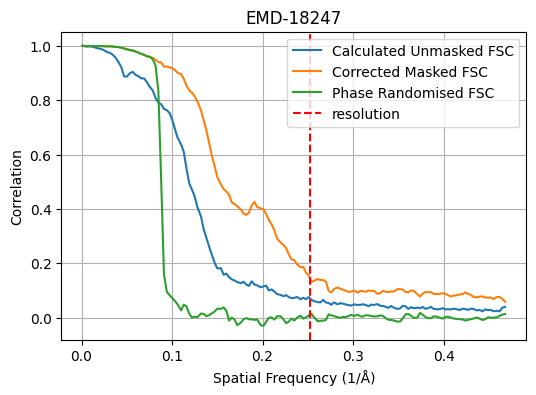 EMD-18247
Calculated Unmasked FSC
Corrected Masked FSC
Phase Randomised FSC
resolution
Correlation
1.0
0.8
0.6
0.4
0.2
0.0
0.0 0.1 0.2 0.3 0.4
Spatial Frequency (1/Å)